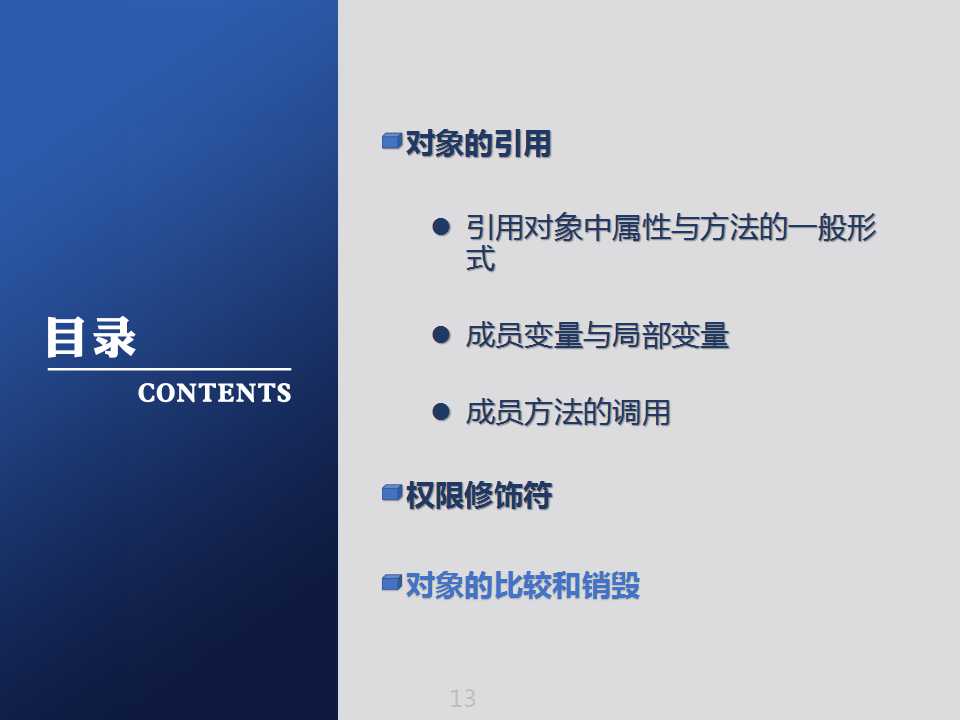 目录
CONTENTS
对象的引用
引用对象中属性与方法的一般形
式
成员变量与局部变量
成员方法的调用
权限修饰符
对象的比较和销毁
13